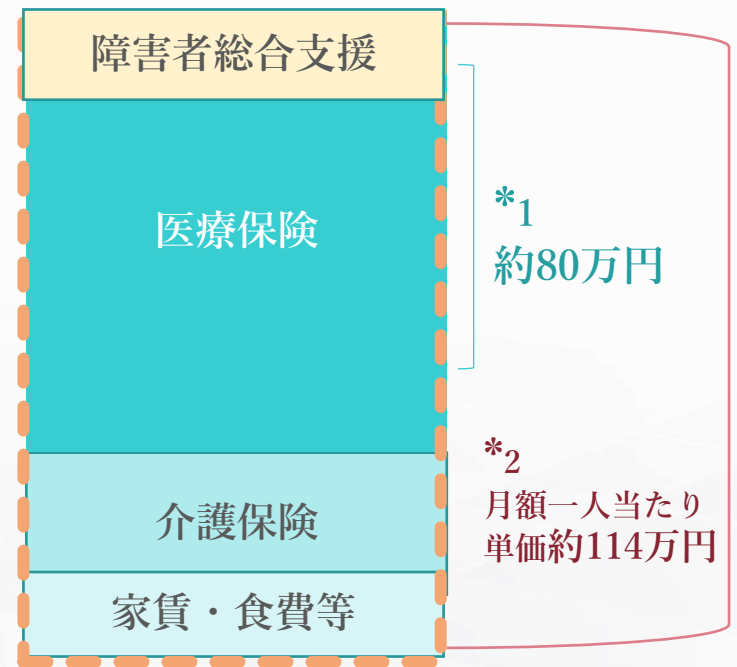 障害者総合支援
医療保険
*1
約80万円
*2
月額一人当たり
単価約114万円
介護保険
家賃・食費等